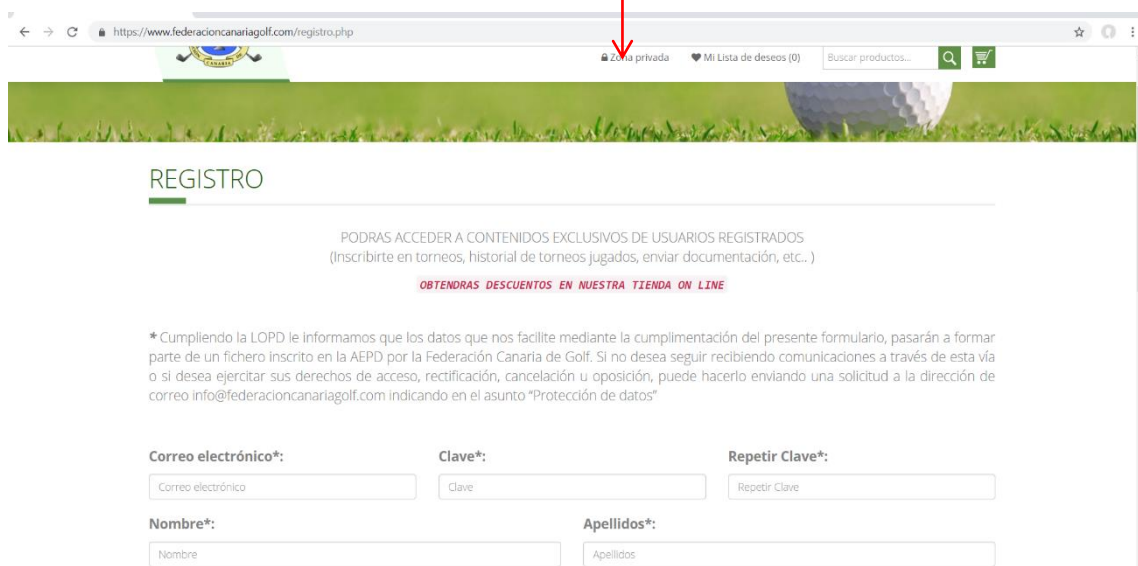 https://www.federacioncanariagolf.com/registro.php
CANARIA
Zona privada Mi Lista de deseos (0) Buscar productos...
REGISTRO
PODRAS ACCEDER A CONTENIDOS EXCLUSIVOS DE USUARIOS REGISTRADOS
(Inscribirte en torneos, historial de torneos jugados, enviar documentación, etc.. )
OBTENDRAS DESCUENTOS EN NUESTRA TIENDA ON LINE
* Cumpliendo la LOPD le informamos que los datos que nos facilite mediante la cumplimentación del presente formulario, pasarán a formar
parte de un fichero inscrito en la AEPD por la Federación Canaria de Golf. Si no desea seguir recibiendo comunicaciones a través de esta vía
o si desea ejercitar sus derechos de acceso, rectificación, cancelación u oposición, puede hacerlo enviando una solicitud a la dirección de
correo info@federacioncanariagolf.com indicando en el asunto “Protección de datos”
Correo electrónico*: Clave*: Repetir Clave*:
Correo electrónico Clave Repetir Clave
Nombre*: Apellidos*:
Nombre Apellidos